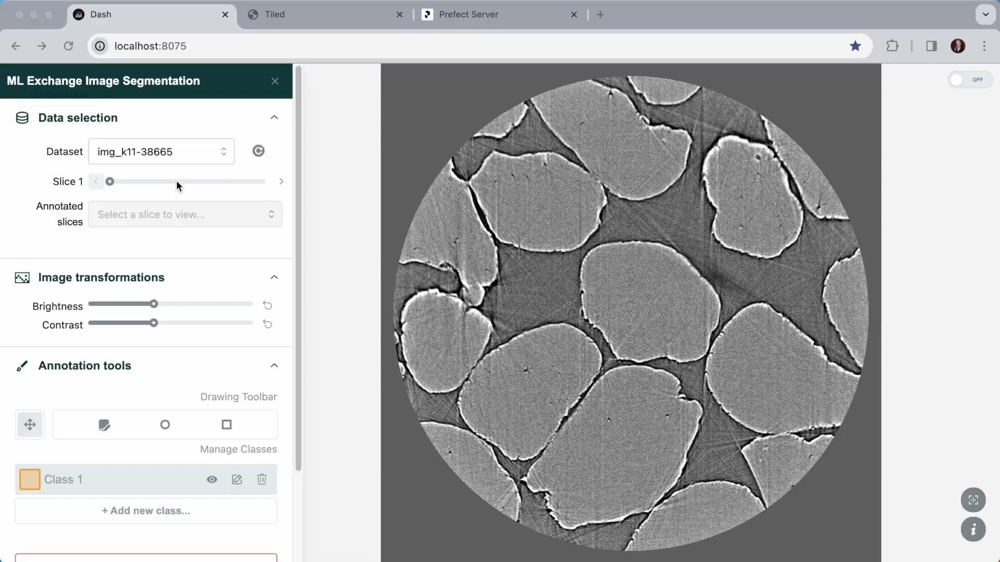 Dash
Tiled
Prefect Server
localhost:8075
ML Exchange Image Segmentation
OFF
Data selection
Dataset
img_k11-38665
Slice 1
Annotated
slices
Select a slice to view...
Image transformations
Brightness
Contrast
Annotation tools
Drawing Toolbar
Manage Classes
Class 1
+ Add new class...